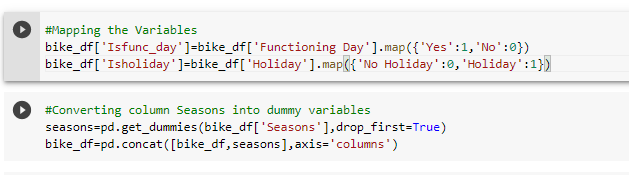 #Mapping the Variables
bike_df['Isfunc_day']=bike_df['Functioning Day'].map({'Yes':1,'No':0})
bike_df['Isholiday']=bike_df['Holiday'].map({'No Holiday':0,'Holiday':1})
#Converting column Seasons into dummy variables
seasons=pd.get_dummies(bike_df['Seasons'],drop_first=True)
bike_df=pd.concat([bike_df,seasons],axis='columns')